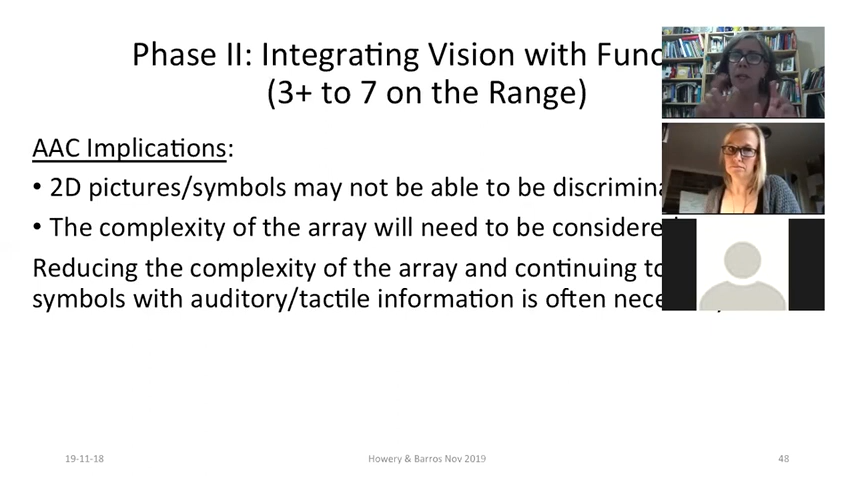 Phase II: Integrating Vision with Func
(3+ to 7 on the Range)
AAC Implications:
• 2D pictures/symbols may not be able to be discrimina
• The complexity of the array will need to be considere
Reducing the complexity of the array and continuing to
symbols with auditory/tactile information is often nece
19-11-18
Howery & Barros Nov 2019
48